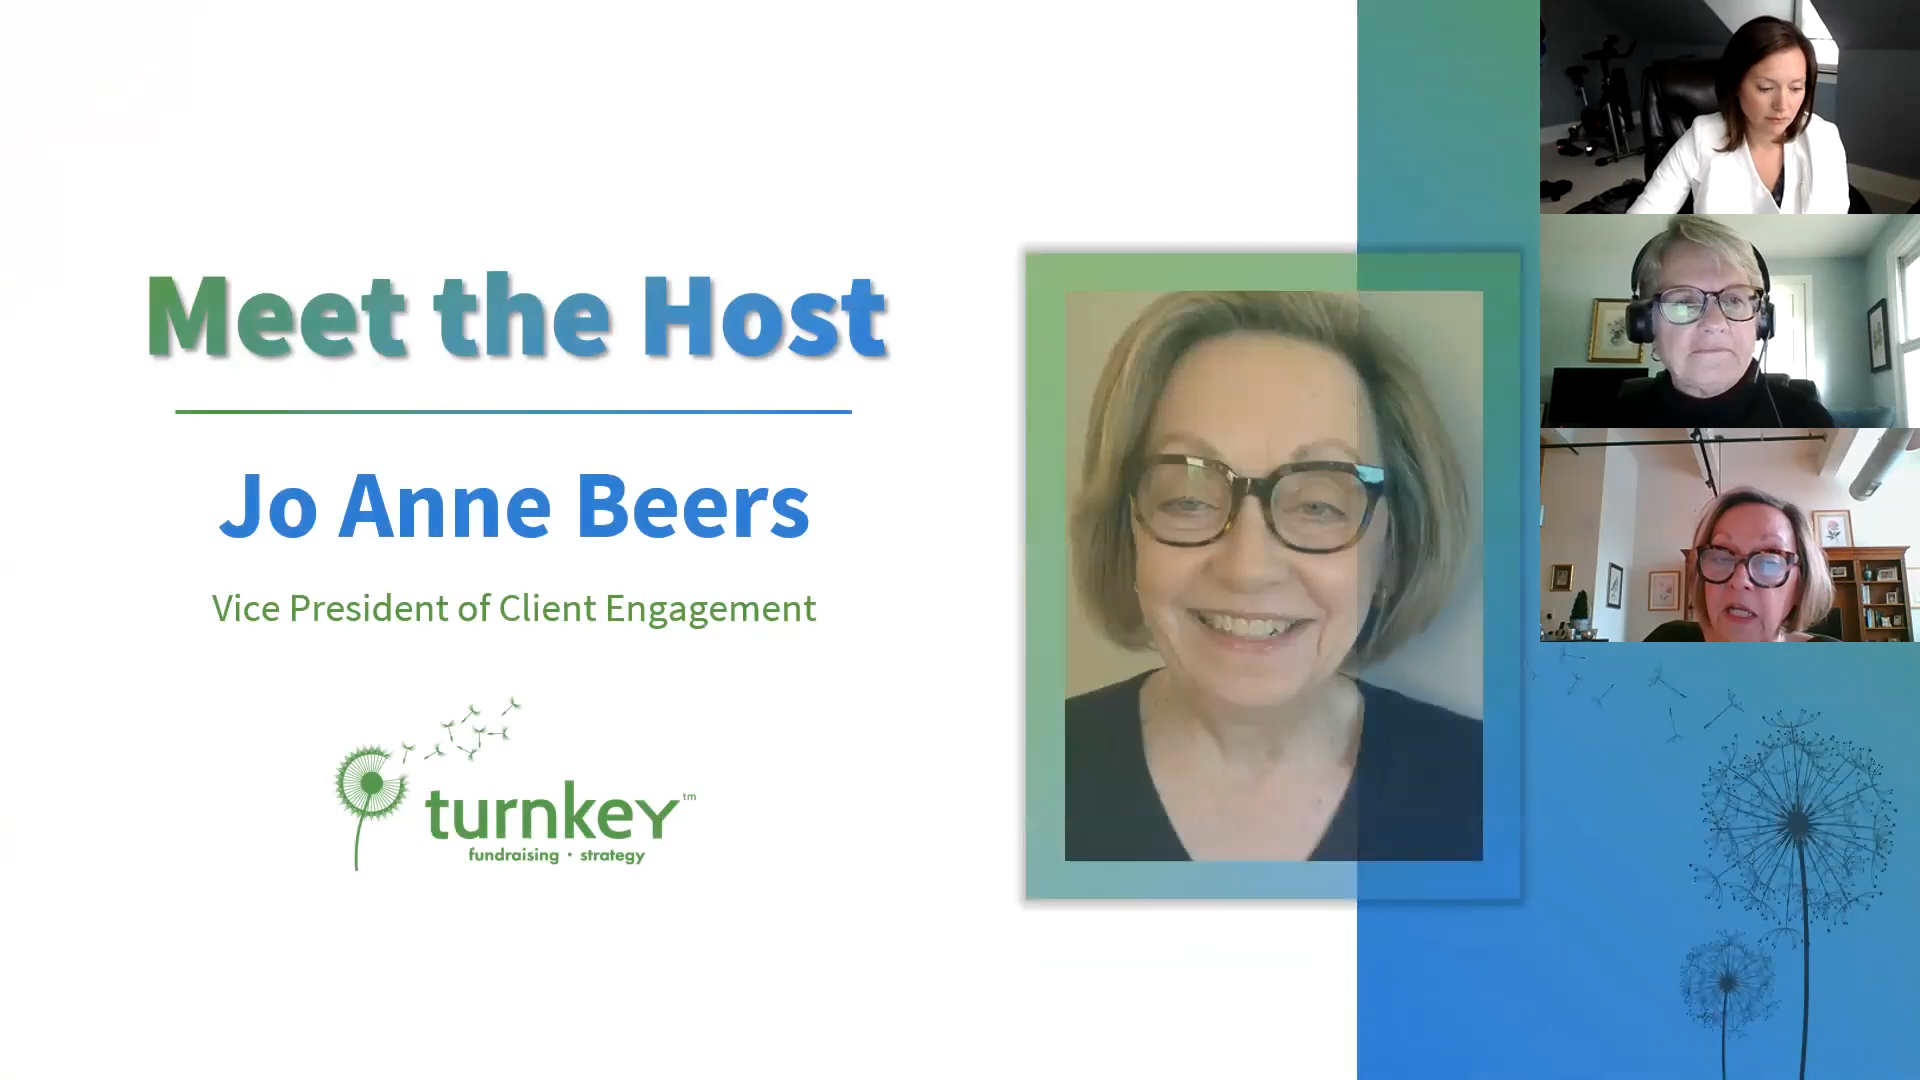 Meet the Host
Jo Anne Beers
Vice President of Client Engagement
turnkey™
fundraising • strategy